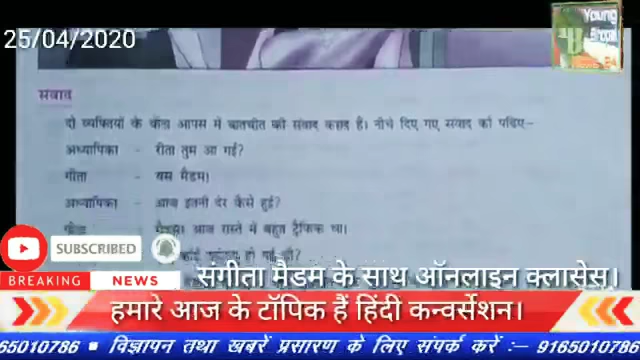 25/04/2020
Young
संवाद
दो व्यक्तियों के बीच आपस में बातचीत को संवाद कहते हैं। नीचे दिए गए संवाद को पढ़िए–
अध्यापिका - रीता तुम आ गई?
गीता - यस मैडम।
अध्यापिका - आज इतनी देर कैसे हुई?
मैडम। आज रास्ते में बहुत ट्रैफिक था।
SUBSCRIBED
BREAKING NEWS
संगीता मैडम के साथ ऑनलाइन क्लासेस।
हमारे आज के टॉपिक हैं हिंदी कन्वर्सेशन।
65010786 ■ विज्ञापन तथा खबरें प्रसारण के लिए संपर्क करें :- 9165010786